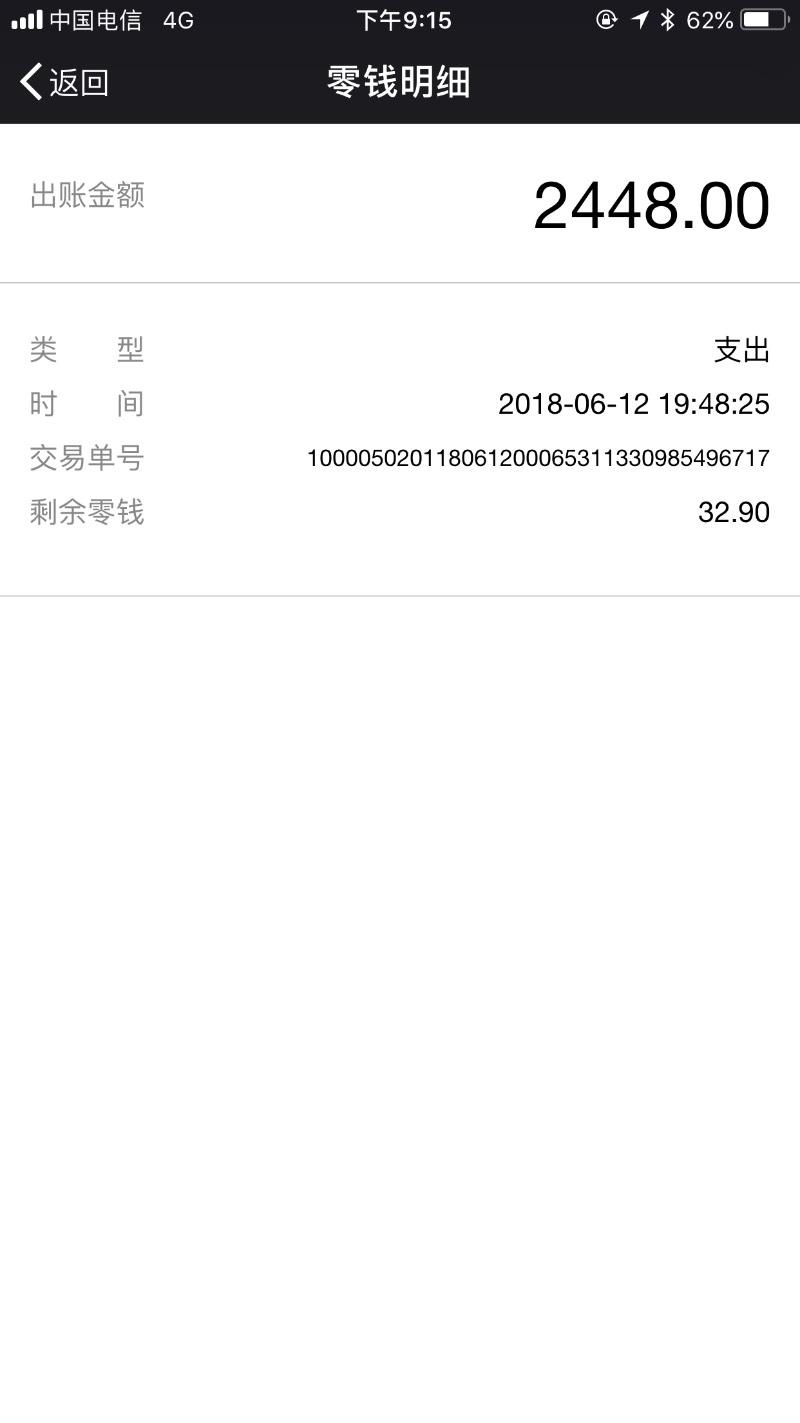 中国电信 4G 下午9:15 62%
返回 零钱明细
出账金额 2448.00
类 型 支出
时 间 2018-06-12 19:48:25
交易单号 1000050201180612000653113309​85496717
剩余零钱 32.90